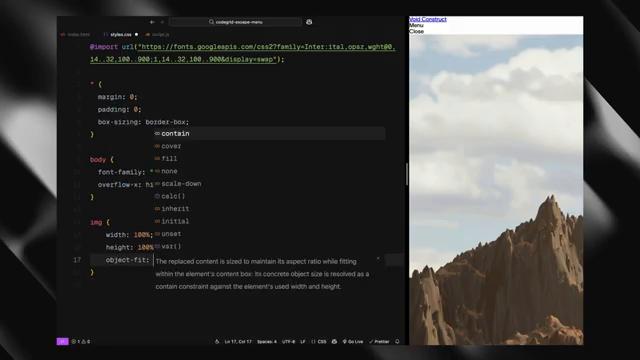 codegrid-escape-menu
index.html
styles.css
script.js
@import url("https://fonts.googleapis.com/css2?family=Inter:ital,opsz,wght@0,
14..32,100..900;1,14..32,100..900&display=swap");
* {
margin: 0;
padding: 0;
box-sizing: border-box;
}
contain
body {
cover
fill
font-family: "
none
overflow-x: hi
scale-down
}
calc()
inherit
img {
initial
width: 100%;
unset
height: 100%
var()
17
object-fit:
The replaced content is sized to maintain its aspect ratio while fitting
within the element's content box: its concrete object size is resolved as a
contain constraint against the element's used width and height.
}
1 0
Ln 17, Col 17
Spaces: 4
UTF-8
LF
CSS
Go Live
Prettier
Void Construct
Menu
Close